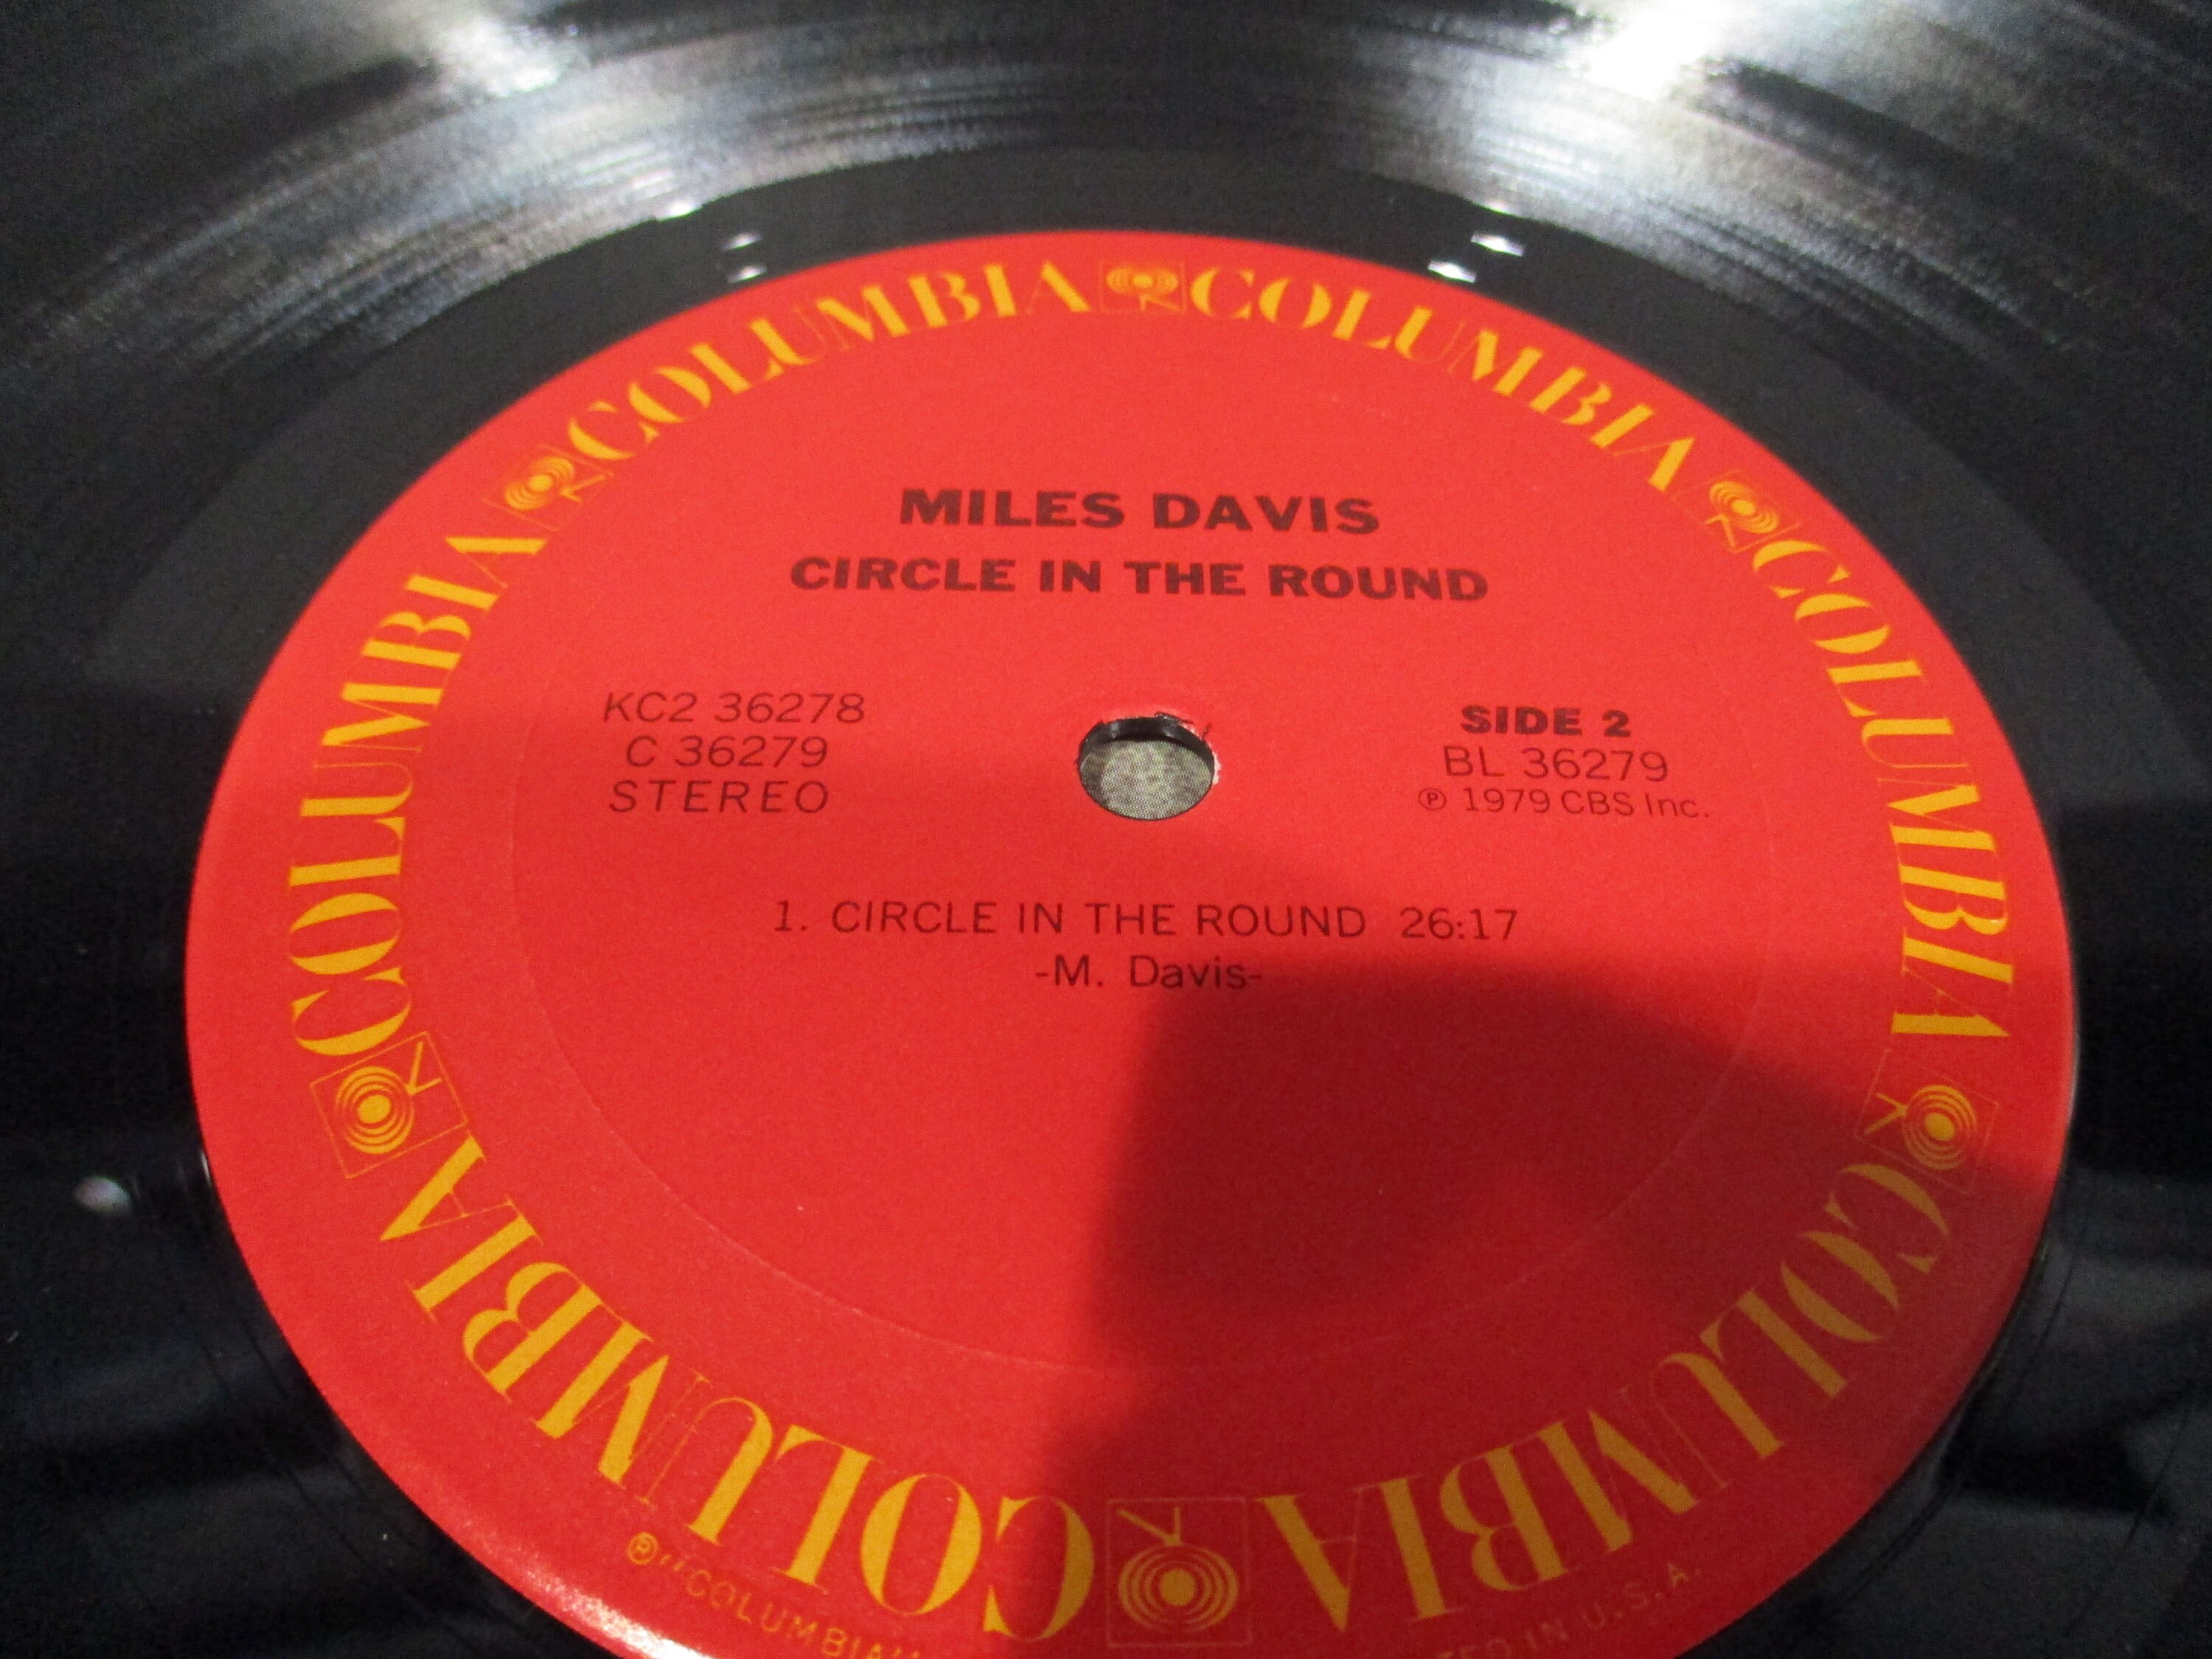 COLUMBIA COLUMBIA COLUMBIA COLUMBIA COLUMBIA COLUMBIA
MILES DAVIS
CIRCLE IN THE ROUND
KC2 36278
C 36279
STEREO
SIDE 2
BL 36279
℗ 1979 CBS Inc.
1. CIRCLE IN THE ROUND 26:17
-M. Davis-
® "COLUMBIA"
IN U.S.A.